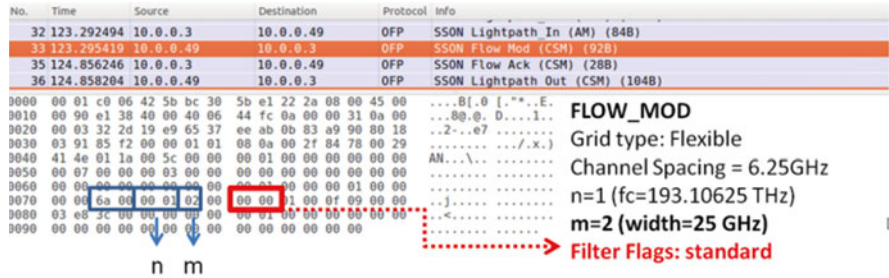 No. Time Source Destination Protocol Info
32 123.292494 10.0.0.3 10.0.0.49 OFP SSON Lightpath_In (AM) (84B)
33 123.295419 10.0.0.49 10.0.0.3 OFP SSON Flow Mod (CSM) (92B)
35 124.856246 10.0.0.3 10.0.0.49 OFP SSON Flow Ack (CSM) (28B)
36 124.858204 10.0.0.49 10.0.0.3 OFP SSON Lightpath Out (CSM) (104B)
0000 00 01 c0 06 42 5b bc 30 5b e1 22 2a 08 00 45 00 ....B[.0 [."*..E.
0010 00 90 e1 38 40 00 40 06 44 fc 0a 00 00 31 0a 00 ...8@.@. D....1..
0020 00 03 32 2d 19 e9 65 37 ee ab 0b 83 a9 90 80 18 ..2-..e7 ........
0030 03 91 85 f2 00 00 01 01 08 0a 00 2f 84 78 00 29 ........ .../.x.)
0040 41 4e 01 1a 00 5c 00 00 00 01 00 00 00 00 00 00 AN...\.. ........
0050 00 07 00 00 00 03 00 00 00 00 00 00 00 00 00 00 ........ ........
0060 00 00 00 00 00 00 00 00 00 01 00 00 00 01 00 00 ........ ........
0070 00 00 6a 00 00 01 02 00 00 00 01 00 0f 09 00 00 ..j..... ........
0080 03 e8 3c 00 00 00 00 00 00 01 00 00 00 00 00 00 ..<..... ........
0090 00 00 00 00 00 00 00 00 00 00 00 00 00 00 ........ ......
FLOW_MOD
Grid type: Flexible
Channel Spacing = 6.25GHz
n=1 (fc=193.10625 THz)
m=2 (width=25 GHz)
Filter Flags: standard
n m